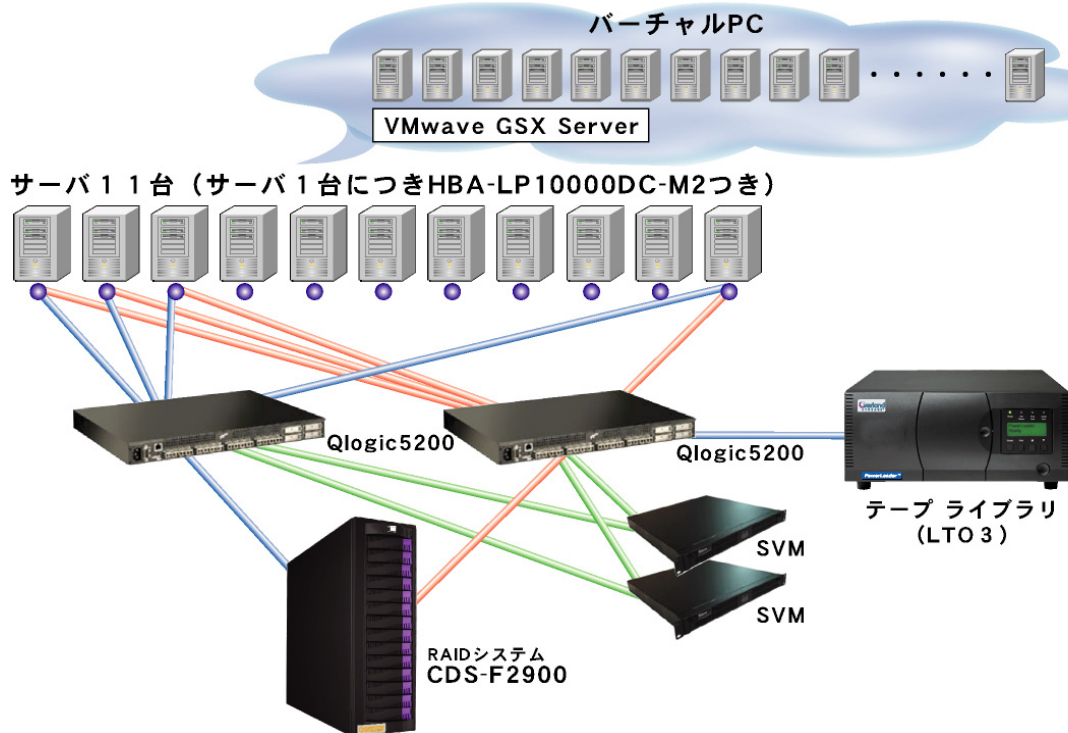 バーチャルPC
VMwave GSX Server
サーバ１１台（サーバ１台につきHBA-LP10000DC-M2つき）
Qlogic5200
Qlogic5200
テープ ライブラリ
（LTO３）
SVM
SVM
RAIDシステム
CDS-F2900
PowerLoader™